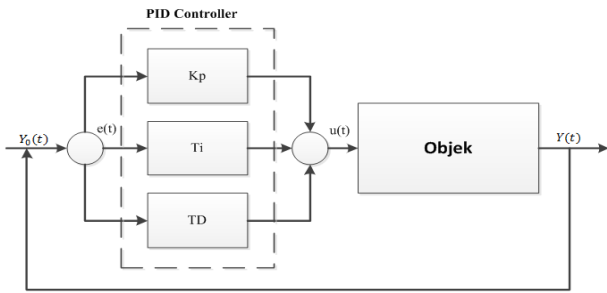 PID Controller
Kp
Y₀(t)
e(t)
Ti
u(t)
Objek
Y(t)
TD